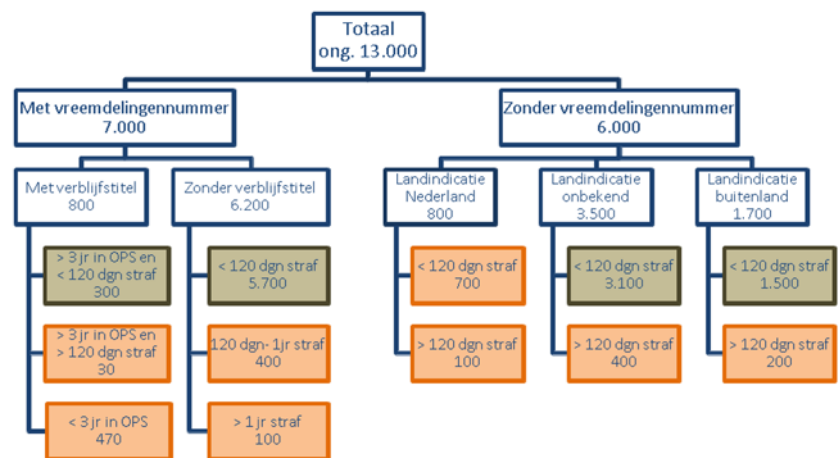 Totaal
ong. 13.000
Met vreemdelingennummer
7.000
Zonder vreemdelingennummer
6.000
Met verblijfstitel
800
Zonder verblijfstitel
6.200
Landindicatie
Nederland
800
Landindicatie
onbekend
3.500
Landindicatie
buitenland
1.700
> 3 jr in OPS en
< 120 dgn straf
300
< 120 dgn straf
5.700
< 120 dgn straf
700
< 120 dgn straf
3.100
< 120 dgn straf
1.500
> 3 jr in OPS en
> 120 dgn straf
30
120 dgn- 1jr straf
400
> 120 dgn straf
100
> 120 dgn straf
400
> 120 dgn straf
200
< 3 jr in OPS
470
> 1 jr straf
100